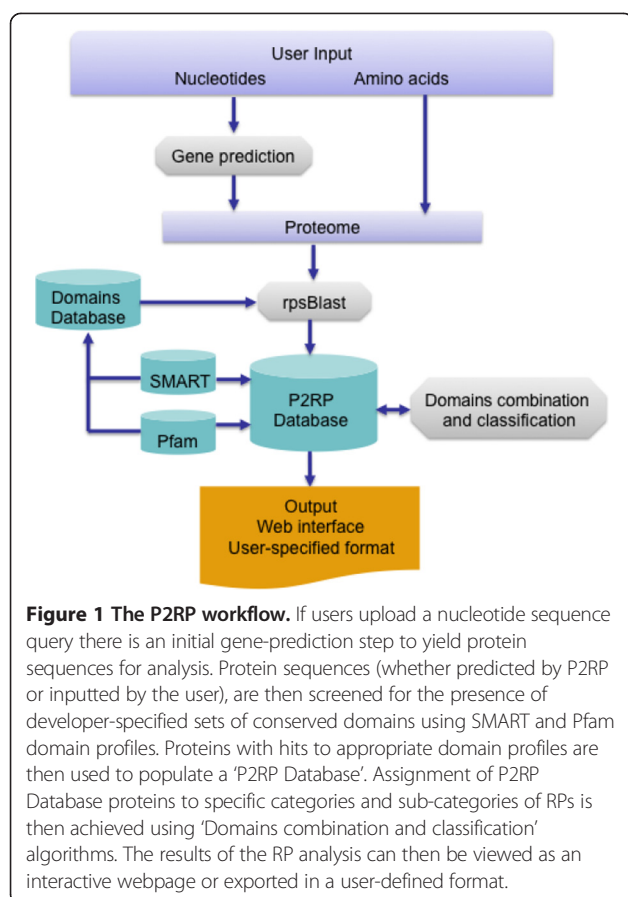 User Input
Nucleotides Amino acids
Gene prediction
Proteome
Domains
Database
rpsBlast
SMART
Pfam
P2RP
Database
Domains combination
and classification
Output
Web interface
User-specified format
Figure 1 The P2RP workflow. If users upload a nucleotide sequence
query there is an initial gene-prediction step to yield protein
sequences for analysis. Protein sequences (whether predicted by P2RP
or inputted by the user), are then screened for the presence of
developer-specified sets of conserved domains using SMART and Pfam
domain profiles. Proteins with hits to appropriate domain profiles are
then used to populate a ‘P2RP Database’. Assignment of P2RP
Database proteins to specific categories and sub-categories of RPs is
then achieved using ‘Domains combination and classification’
algorithms. The results of the RP analysis can then be viewed as an
interactive webpage or exported in a user-defined format.